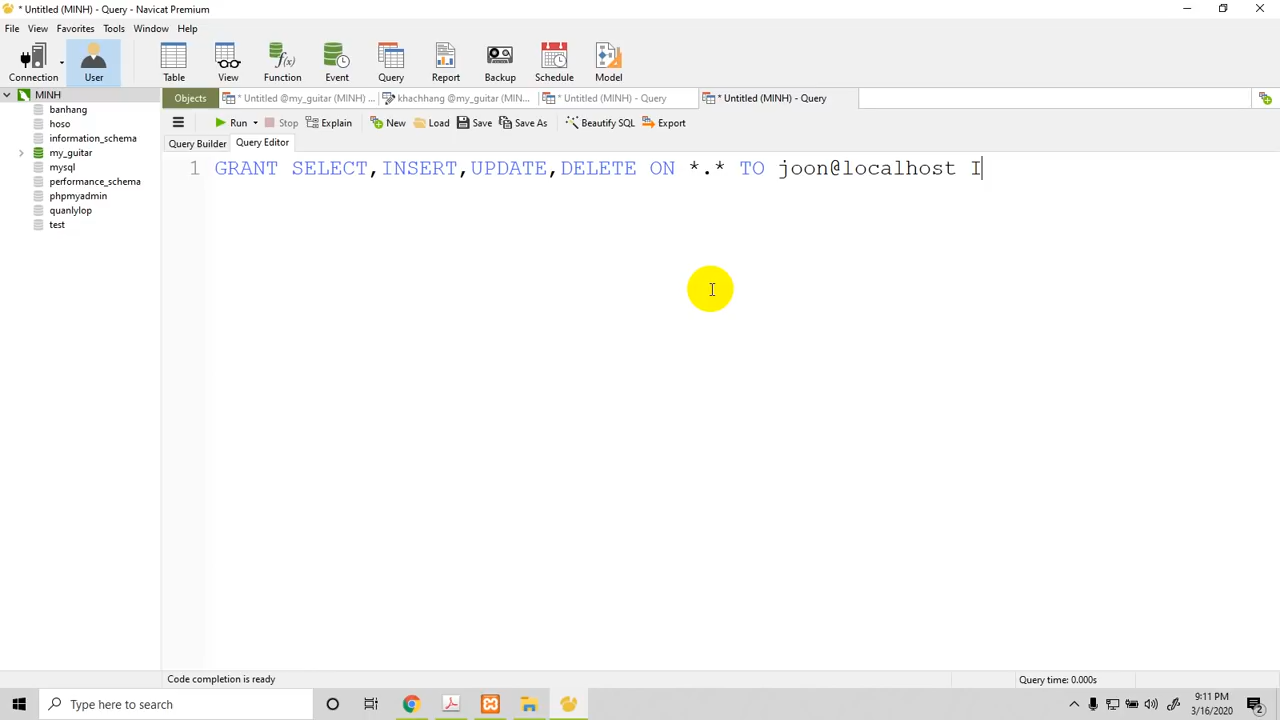 * Untitled (MINH) - Query - Navicat Premium
File View Favorites Tools Window Help
Connection User Table View Function Event Query Report Backup Schedule Model
MINH
banhang
hoso
information_schema
my_guitar
mysql
performance_schema
phpmyadmin
quanlylop
test
Objects * Untitled @my_guitar (MINH) ... khachhang @my_guitar (MIN... * Untitled (MINH) - Query * Untitled (MINH) - Query
Run Stop Explain New Load Save Save As Beautify SQL Export
Query Builder Query Editor
1 GRANT SELECT,INSERT,UPDATE,DELETE ON *.* TO joon@localhost I
Code completion is ready Query time: 0.000s
Type here to search
9:11 PM
3/16/2020
2